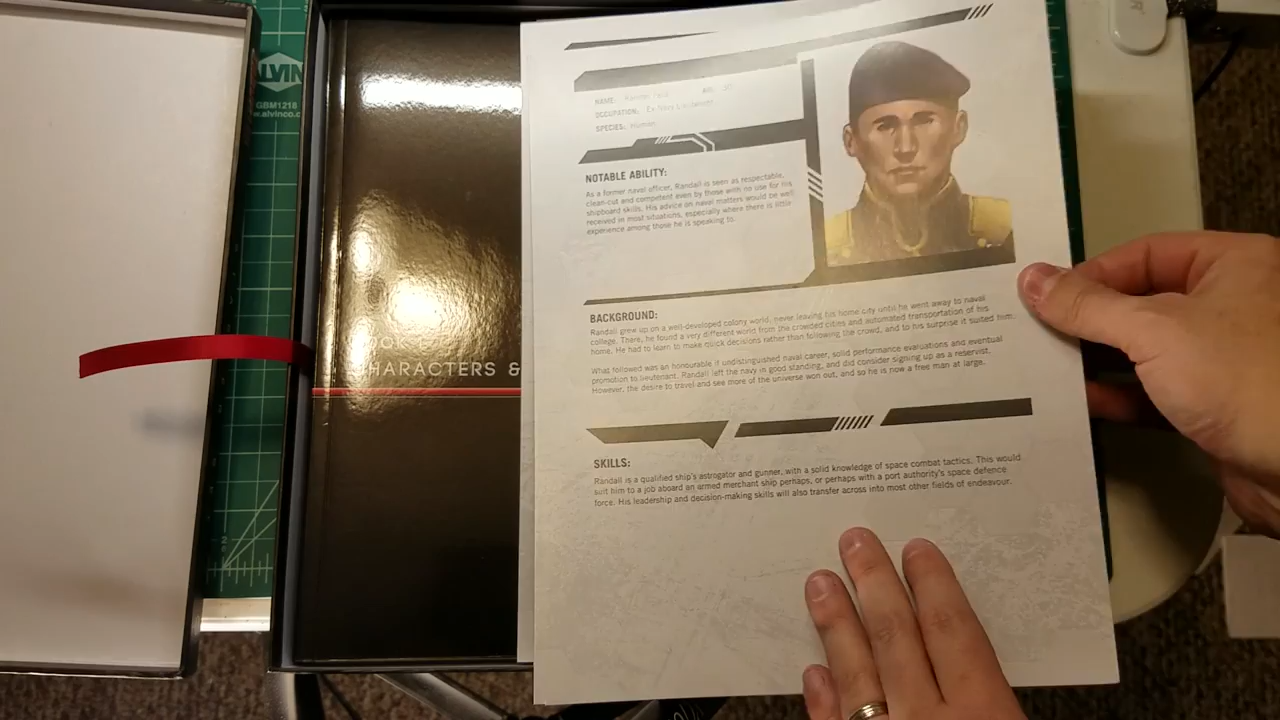 ALVIN
GBM1218
w.alvinco.c
HARACTERS &
NAME:
OCCUPATION: Ex-Navy Lieutenant
SPECIES: Human
NOTABLE ABILITY:
As a former naval officer, Randall is seen as respectable,
clean-cut and competent even by those with no use for his
shipboard skills. His advice on naval matters would be well
received in most situations, especially where there is little
experience among those he is speaking to.
BACKGROUND:
Randall grew up on a well-developed colony world, never leaving his home city until he went away to naval
college. There, he found a very different world from the crowded cities and automated transportation of his
home. He had to learn to make quick decisions rather than following the crowd, and to his surprise it suited him.
What followed was an honourable if undistinguished naval career, solid performance evaluations and eventual
promotion to lieutenant. Randall left the navy in good standing, and did consider signing up as a reservist.
However, the desire to travel and see more of the universe won out, and so he is now a free man at large.
SKILLS:
Randall is a qualified ship's astrogator and gunner, with a solid knowledge of space combat tactics. This would
suit him to a job aboard an armed merchant ship perhaps, or perhaps with a port authority's space defence
force. His leadership and decision-making skills will also transfer across into most other fields of endeavour.